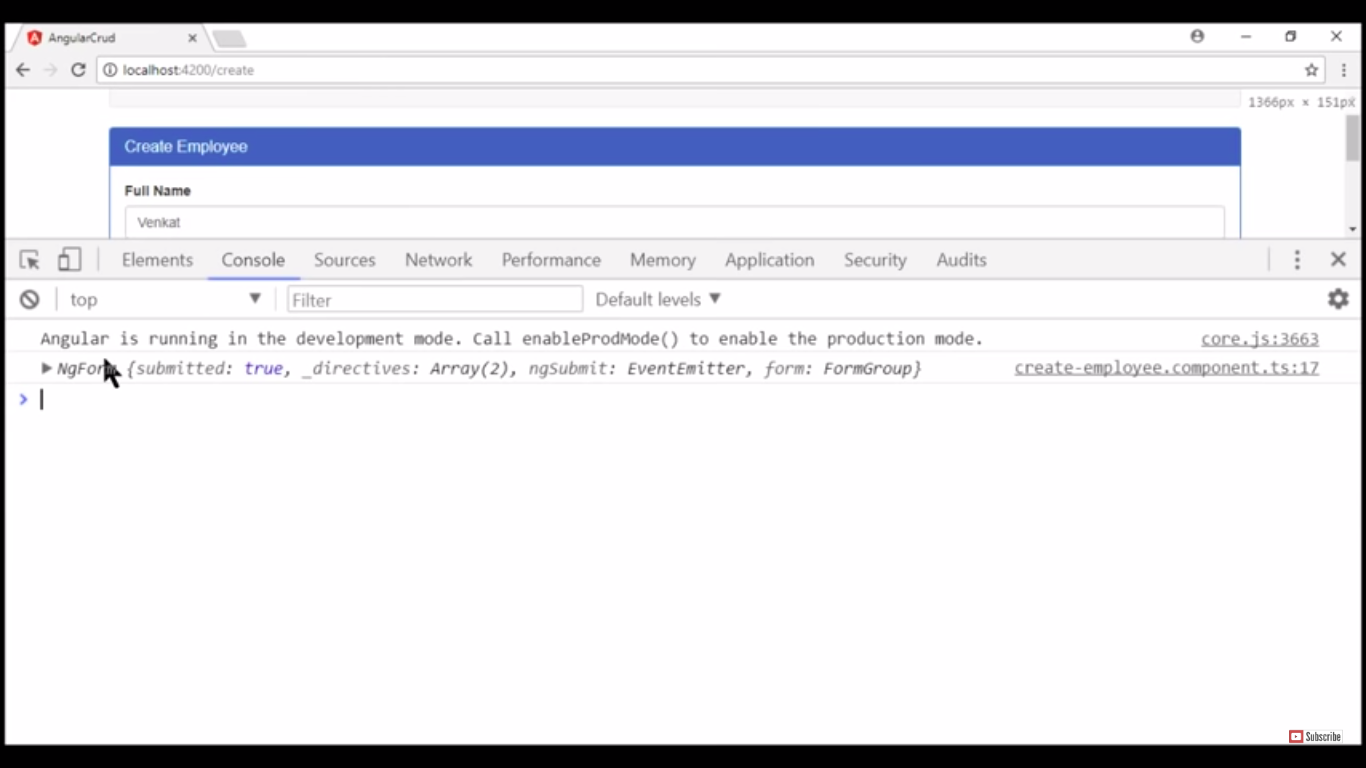 AngularCrud
localhost:4200/create
1366px × 151px
Create Employee
Full Name
Venkat
Elements Console Sources Network Performance Memory Application Security Audits
top Filter Default levels
Angular is running in the development mode. Call enableProdMode() to enable the production mode. core.js:3663
NgForm {submitted: true, _directives: Array(2), ngSubmit: EventEmitter, form: FormGroup} create-employee.component.ts:17
Subscribe